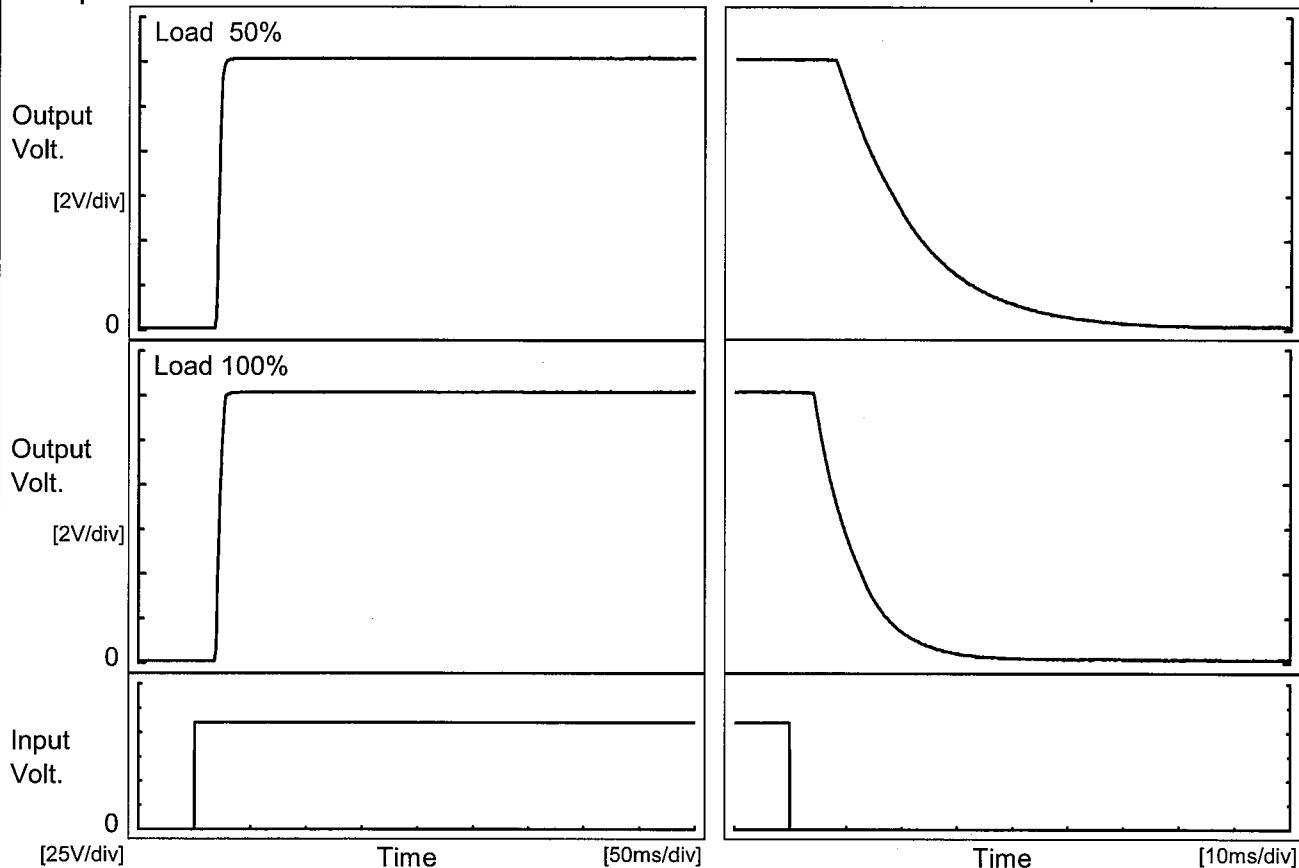 Load 50%
Output
Volt.
[2V/div]
0
Load 100%
Output
Volt.
[2V/div]
0
Input
Volt.
0
[25V/div]
Time
[50ms/div]
Time
[10ms/div]